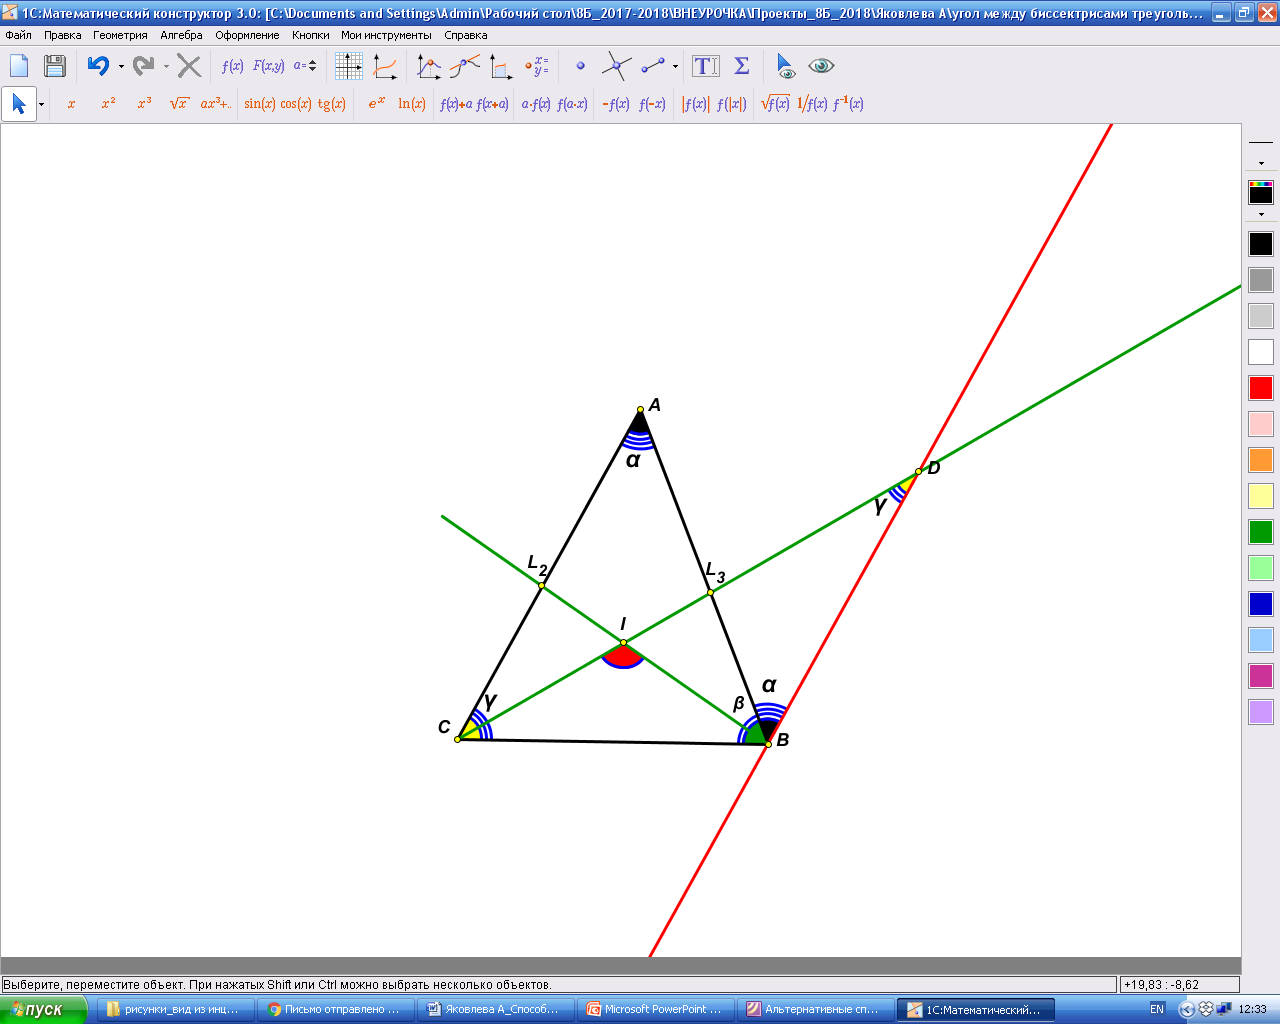 1С:Математический конструктор 3.0: [C:\Documents and Settings\Admin\Рабочий стол\8Б_2017-2018\ВНЕУРОЧКА\Проекты_8Б_2018\Яковлева А\угол между биссектрисами треуголь...
Файл Правка Геометрия Алгебра Оформление Кнопки Мои инструменты Справка
f(x) F(x,y) a= x= y= T Σ
x x² x³ √x ax³+.. sin(x) cos(x) tg(x) eˣ ln(x) f(x)+a f(x+a) a·f(x) f(a·x) -f(x) f(-x) |f(x)| f(|x|) √f(x) 1/f(x) f⁻¹(x)
A
α
D
γ
L2
L3
I
α
γ
β
C
B
Выберите, переместите объект. При нажатых Shift или Ctrl можно выбрать несколько объектов.
+19,83 : -8,62
пуск
рисунки_вид из инц...
Письмо отправлено ...
Яковлева А_Способ...
Microsoft PowerPoint ...
Альтернативные сп...
1С:Математический...
EN
12:33